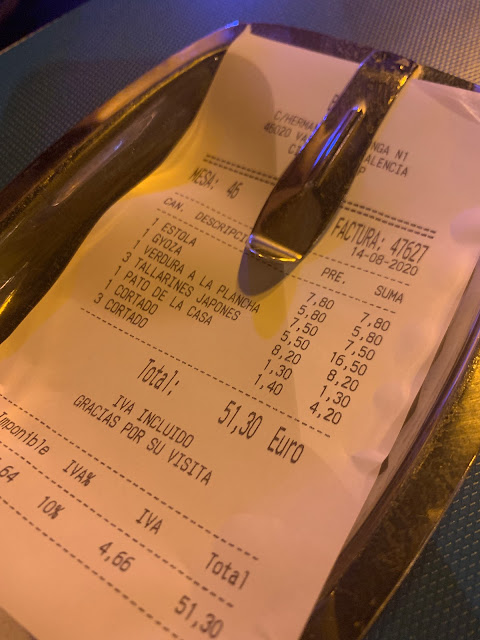 C/HERMA NGA N1
46020 VA ALENCIA
MESA: 46 FACTURA: 47627
14-08-2020
CAN. DESCRIPCI PRE. SUMA
1 ESTOLA 7,80 7,80
1 GYOZA 5,80 5,80
1 VERDURA A LA PLANCHA 7,50 7,50
3 TALLARINES JAPONES 5,50 16,50
1 PATO DE LA CASA 8,20 8,20
1 CORTADO 1,30 1,30
3 CORTADO 1,40 4,20
Total: 51,30 Euro
IVA INCLUIDO
GRACIAS POR SU VISITA
Imponible IVA% IVA Total
64 10% 4,66 51,30